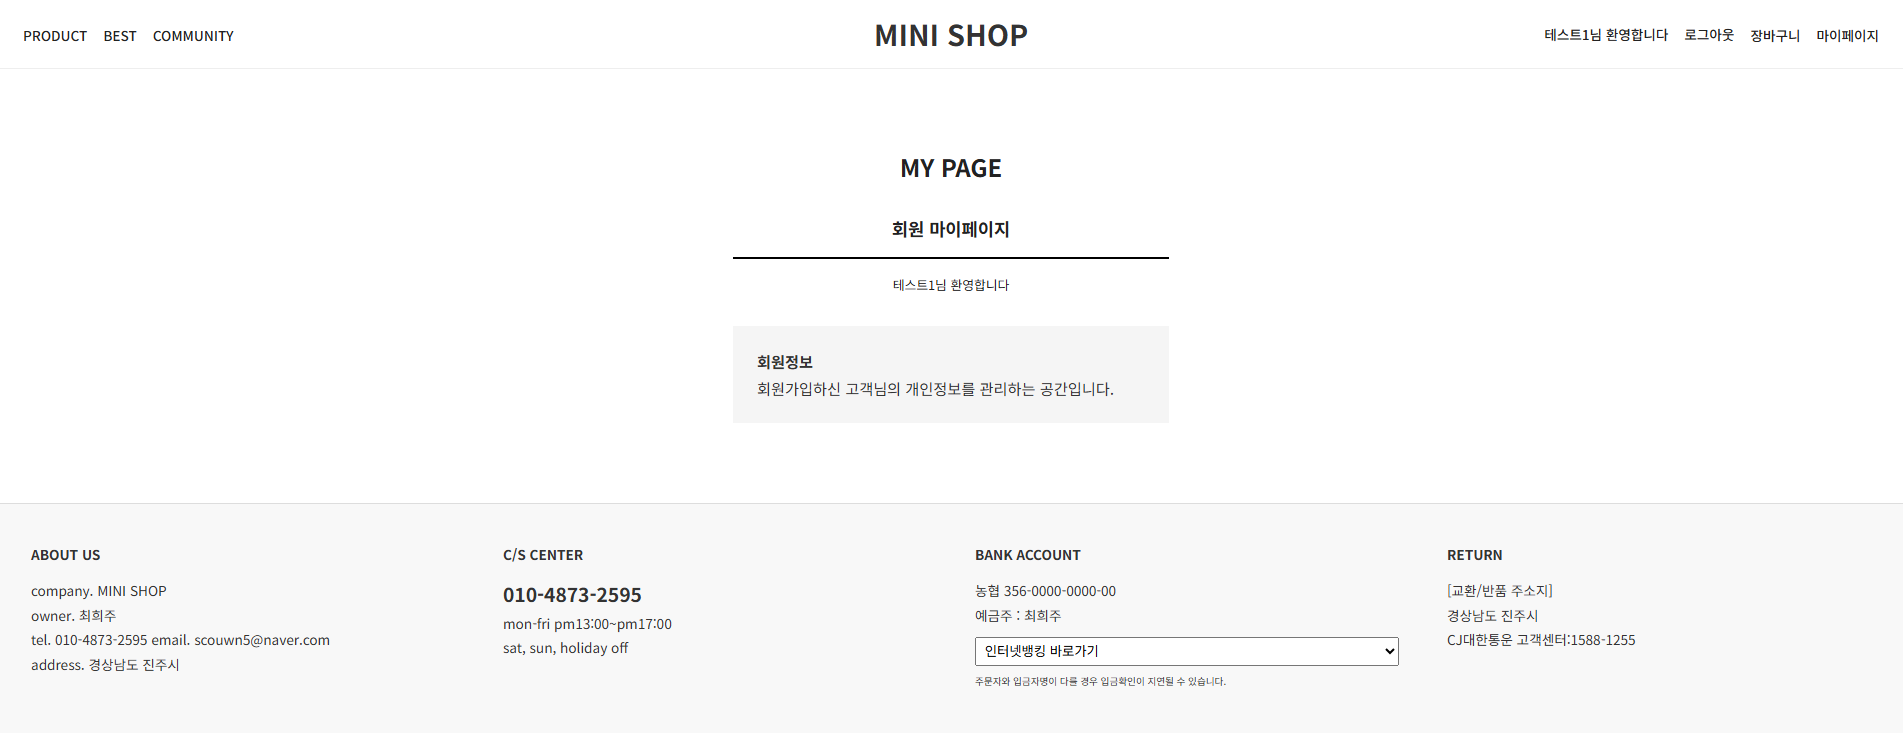 PRODUCT BEST COMMUNITY
MINI SHOP
테스트1님 환영합니다 로그아웃 장바구니 마이페이지
MY PAGE
회원 마이페이지
테스트1님 환영합니다
회원정보
회원가입하신 고객님의 개인정보를 관리하는 공간입니다.
ABOUT US
company. MINI SHOP
owner. 최희주
tel. 010-4873-2595 email. scouwn5@naver.com
address. 경상남도 진주시
C/S CENTER
010-4873-2595
mon-fri pm13:00~pm17:00
sat, sun, holiday off
BANK ACCOUNT
농협 356-0000-0000-00
예금주 : 최희주
인터넷뱅킹 바로가기
주문자와 입금자명이 다를 경우 입금확인이 지연될 수 있습니다.
RETURN
[교환/반품 주소지]
경상남도 진주시
CJ대한통운 고객센터:1588-1255